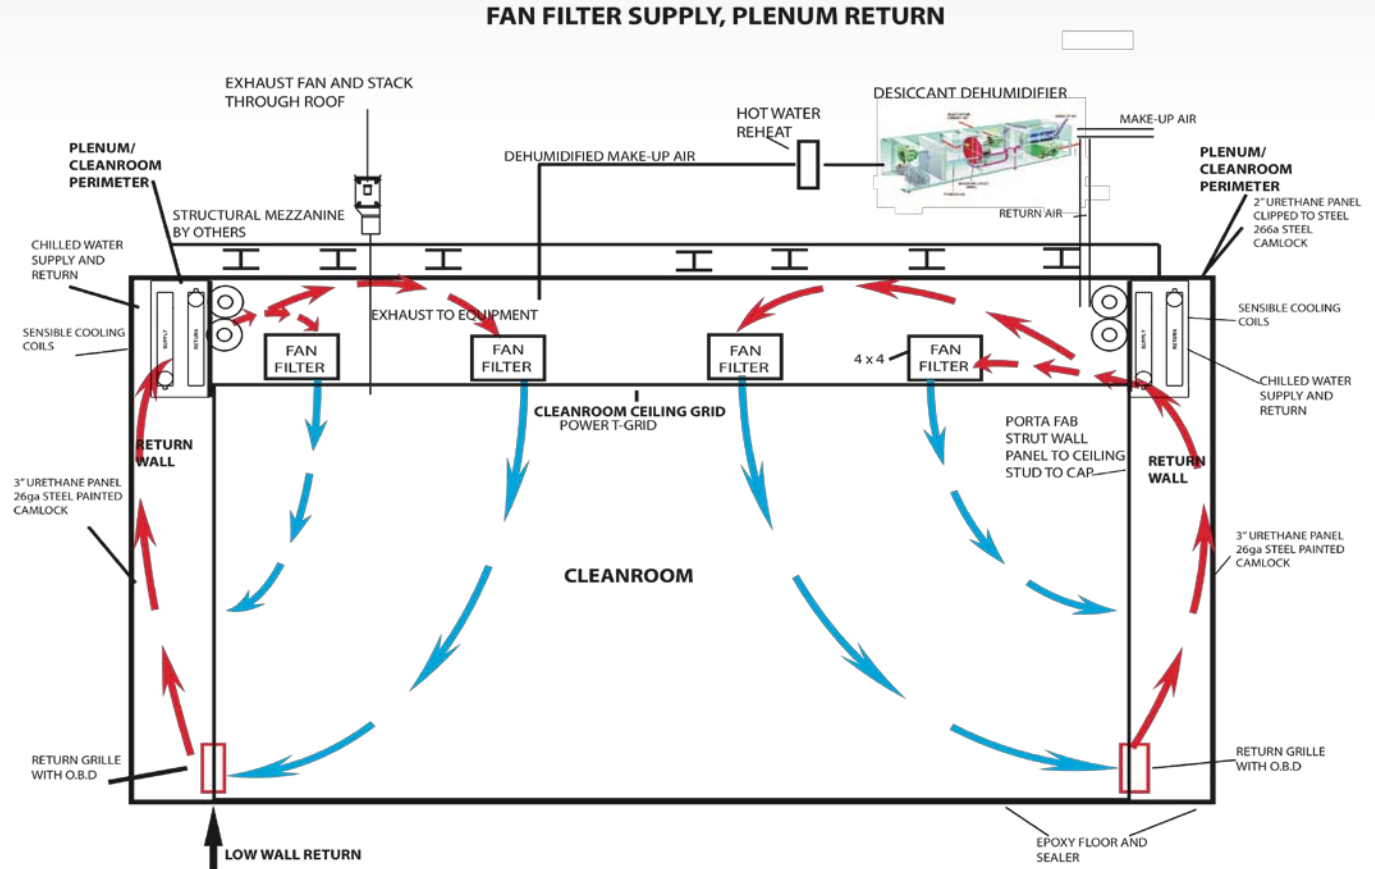 FAN FILTER SUPPLY, PLENUM RETURN
EXHAUST FAN AND STACK
THROUGH ROOF
DESICCANT DEHUMIDIFIER
HOT WATER
REHEAT
MAKE-UP AIR
PLENUM/
CLEANROOM
PERIMETER
DEHUMIDIFIED MAKE-UP AIR
PLENUM/
CLEANROOM
PERIMETER
STRUCTURAL MEZZANINE
BY OTHERS
RETURN AIR
2" URETHANE PANEL
CLIPPED TO STEEL
266a STEEL
CAMLOCK
CHILLED WATER
SUPPLY AND
RETURN
SENSIBLE COOLING
COILS
SUPPLY
RETURN
EXHAUST TO EQUIPMENT
SUPPLY
RETURN
SENSIBLE COOLING
COILS
FAN
FILTER
FAN
FILTER
FAN
FILTER
4 x 4
FAN
FILTER
CHILLED WATER
SUPPLY AND
RETURN
CLEANROOM CEILING GRID
POWER T-GRID
PORTA FAB
STRUT WALL
PANEL TO CEILING
STUD TO CAP
RETURN
WALL
RETURN
WALL
3" URETHANE PANEL
26ga STEEL PAINTED
CAMLOCK
3" URETHANE PANEL
26ga STEEL PAINTED
CAMLOCK
CLEANROOM
RETURN GRILLE
WITH O.B.D
RETURN GRILLE
WITH O.B.D
LOW WALL RETURN
EPOXY FLOOR AND
SEALER